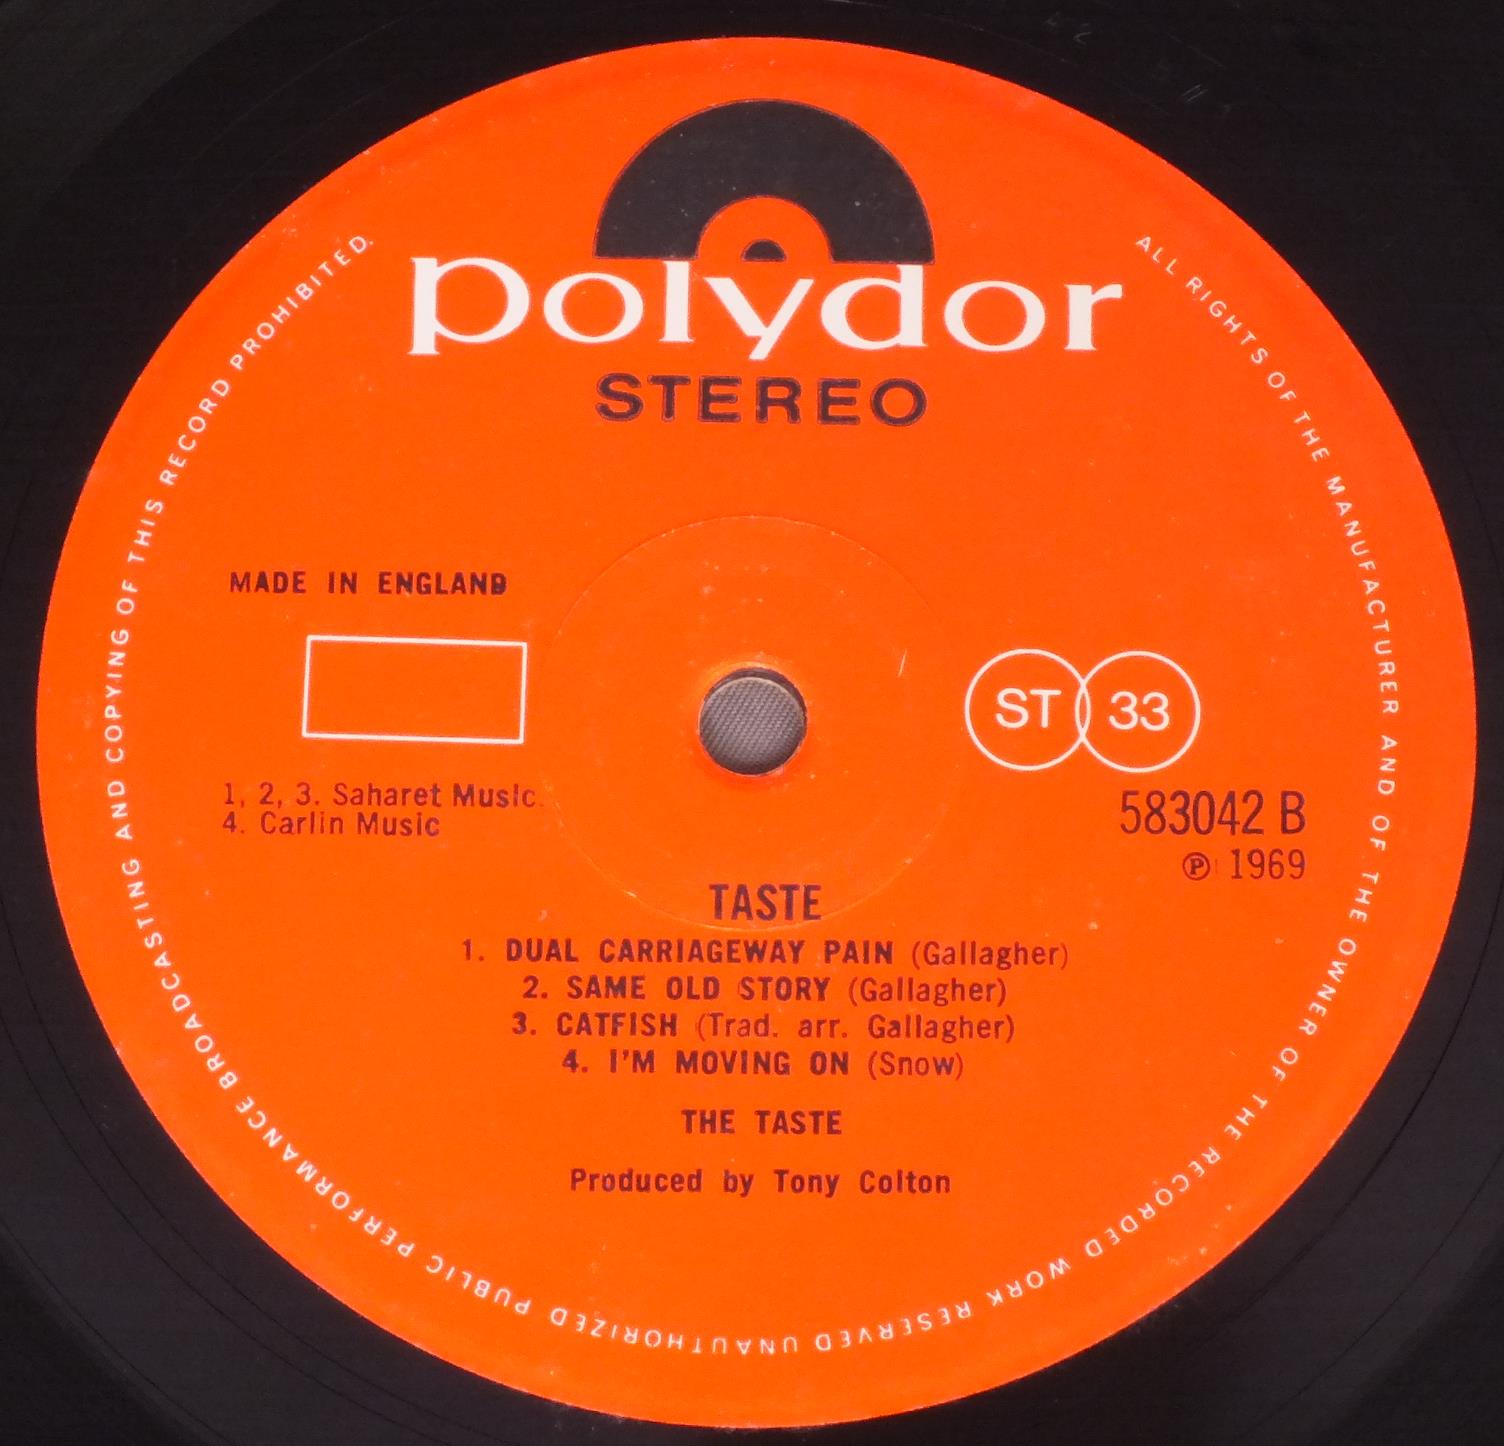 polydor
STEREO
MADE IN ENGLAND
ST 33
1, 2, 3. Saharet Music.
4. Carlin Music
583042 B
℗ 1969
TASTE
1. DUAL CARRIAGEWAY PAIN (Gallagher)
2. SAME OLD STORY (Gallagher)
3. CATFISH (Trad. arr. Gallagher)
4. I'M MOVING ON (Snow)
THE TASTE
Produced by Tony Colton
ALL RIGHTS OF THE MANUFACTURER AND OF THE OWNER OF THE RECORDED WORK RESERVED UNAUTHORIZED PUBLIC PERFORMANCE BROADCASTING AND COPYING OF THIS RECORD PROHIBITED.